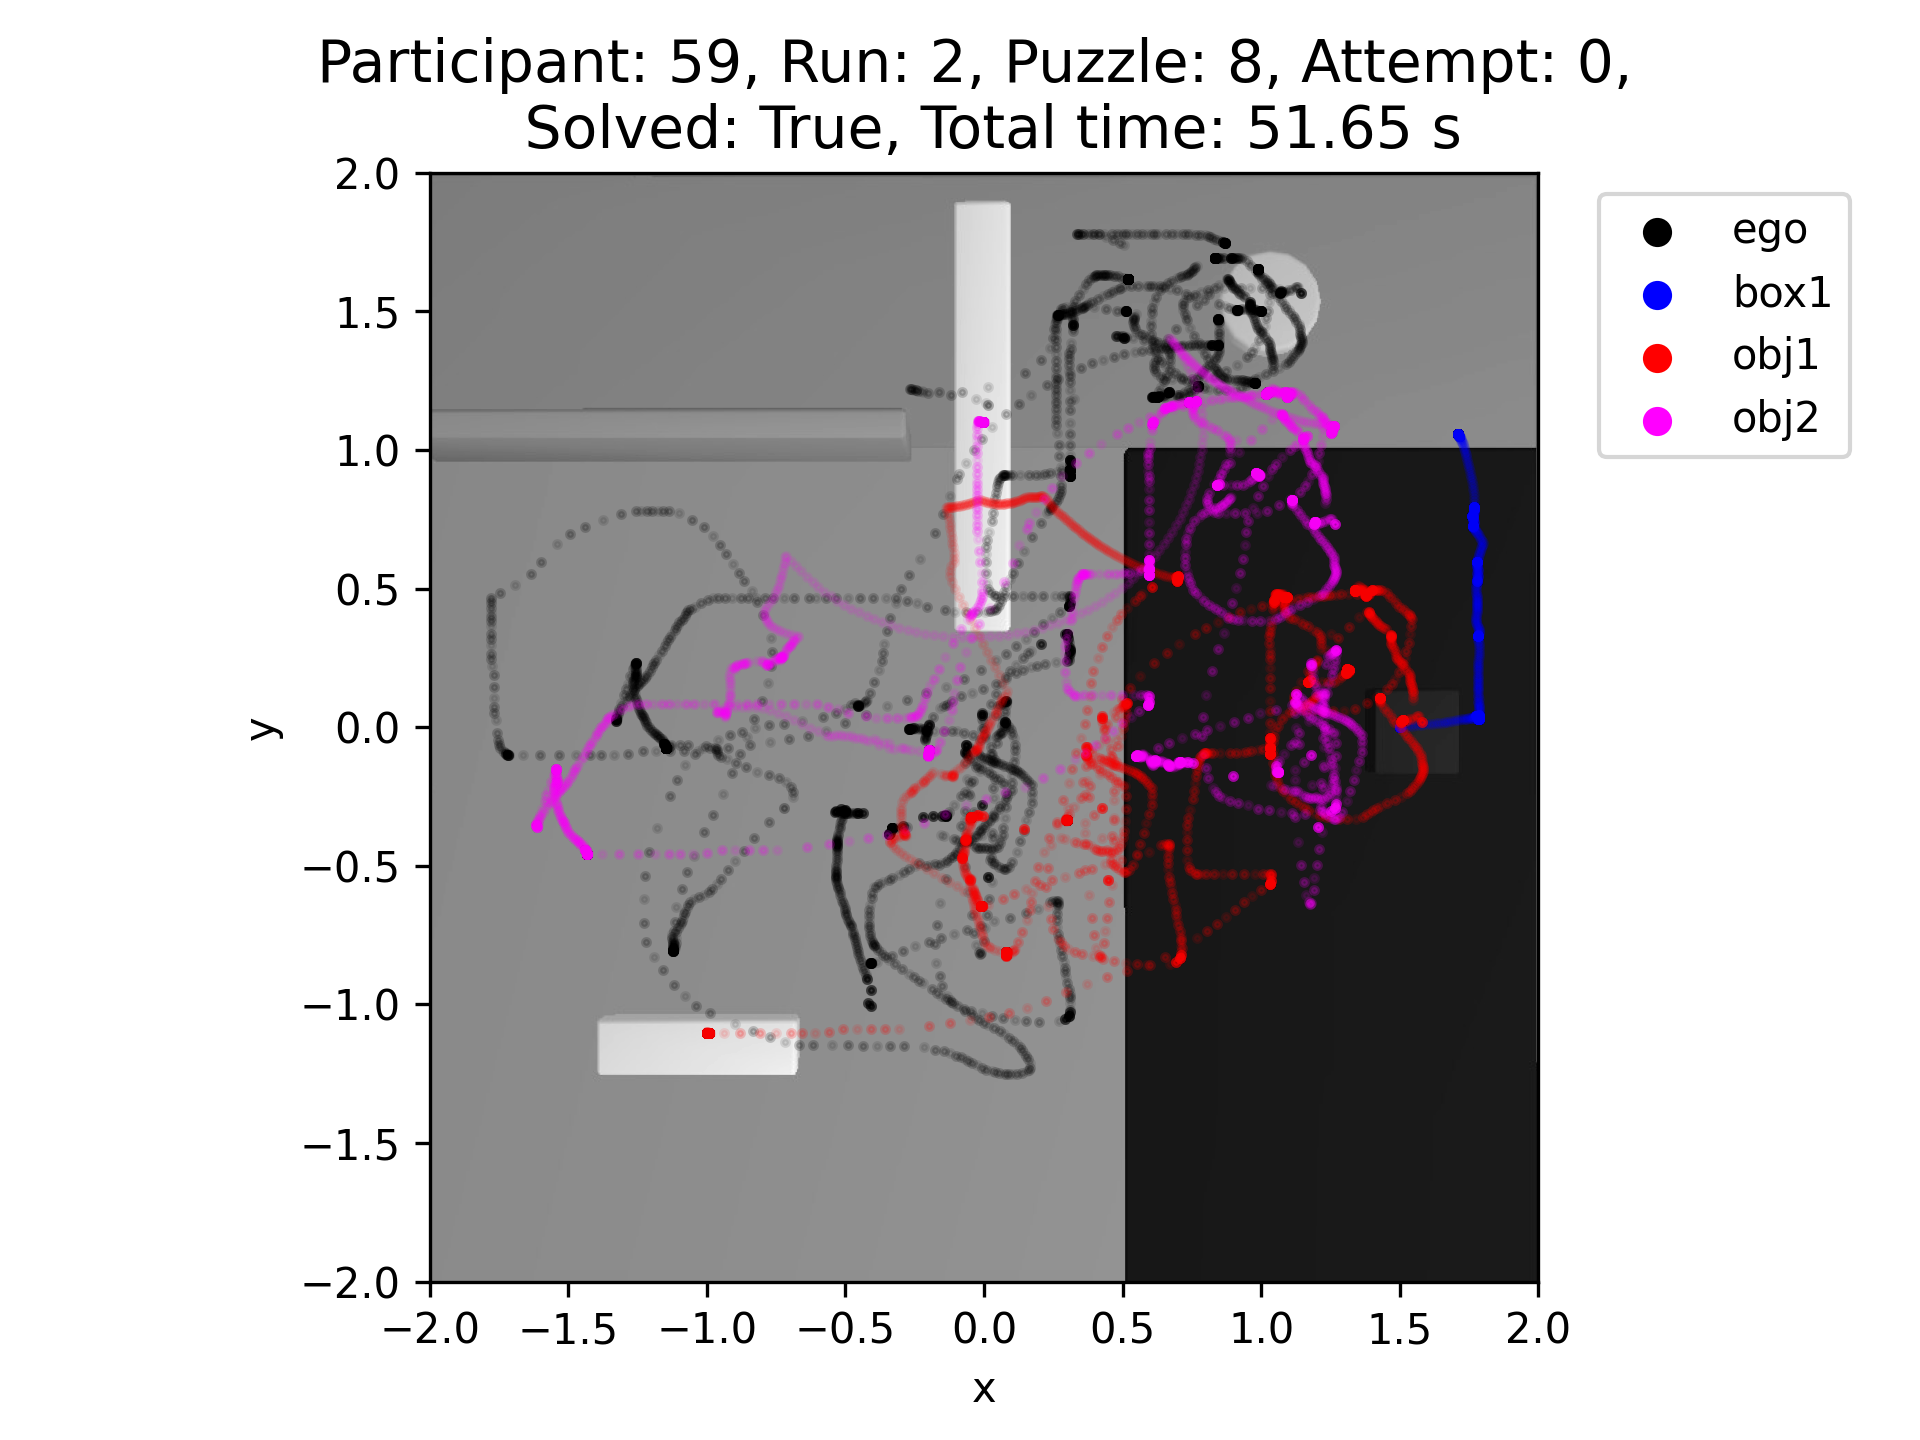 Participant: 59, Run: 2, Puzzle: 8, Attempt: 0,
Solved: True, Total time: 51.65 s
2.0
1.5
1.0
0.5
0.0
−0.5
−1.0
−1.5
−2.0
y
−2.0 −1.5 −1.0 −0.5 0.0 0.5 1.0 1.5 2.0
x
ego
box1
obj1
obj2